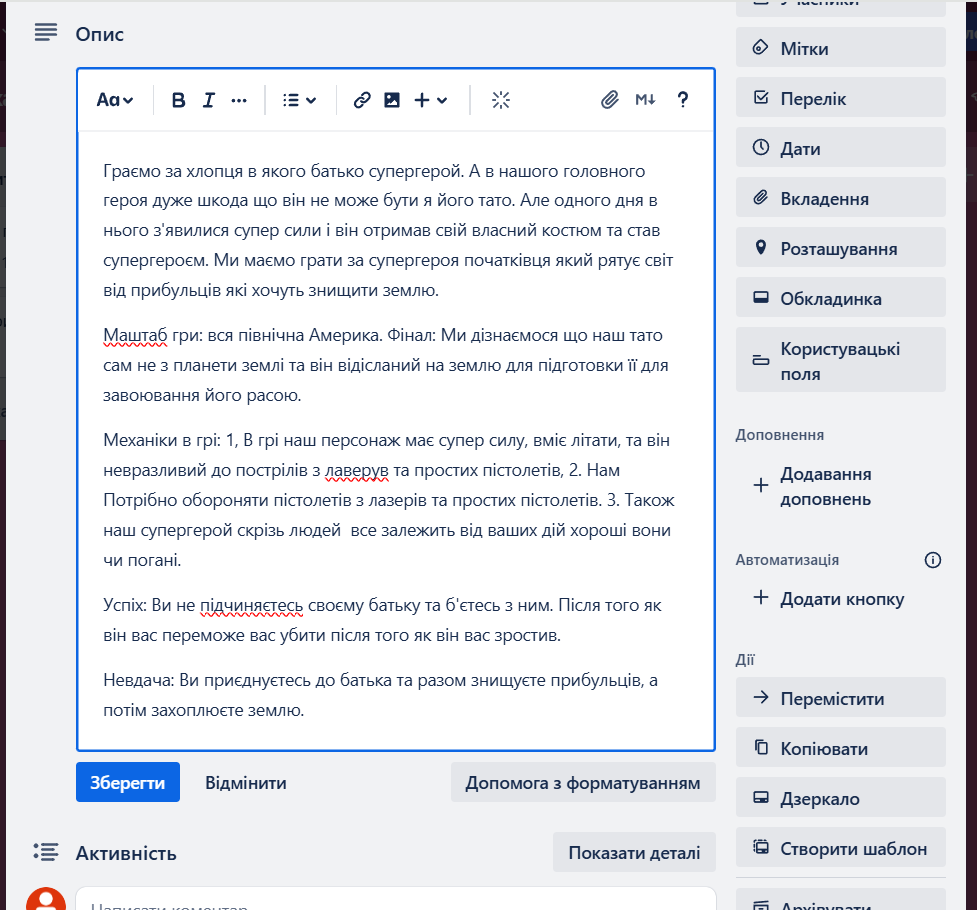 Опис
Aa
B I ...
M↓ ?
Граємо за хлопця в якого батько супергерой. А в нашого головного
героя дуже шкода що він не може бути я його тато. Але одного дня в
нього з'явилися супер сили і він отримав свій власний костюм та став
супергероєм. Ми маємо грати за супергероя початківця який рятує світ
від прибульців які хочуть знищити землю.
Маштаб гри: вся північна Америка. Фінал: Ми дізнаємося що наш тато
сам не з планети землі та він відісланий на землю для підготовки її для
завоювання його расою.
Механіки в грі: 1, В грі наш персонаж має супер силу, вміє літати, та він
невразливий до пострілів з лаверув та простих пістолетів, 2. Нам
Потрібно обороняти пістолетів з лазерів та простих пістолетів. 3. Також
наш супергерой скрізь людей  все залежить від ваших дій хороші вони
чи погані.
Успіх: Ви не підчиняєтесь своєму батьку та б'єтесь з ним. Після того як
він вас переможе вас убити після того як він вас зростив.
Невдача: Ви приєднуєтесь до батька та разом знищуєте прибульців, а
потім захоплюєте землю.
Зберегти
Відмінити
Допомога з форматуванням
Активність
Показати деталі
Написати коментар
Учасники
Мітки
Перелік
Дати
Вкладення
Розташування
Обкладинка
Користувацькі
поля
Доповнення
+ Додавання
доповнень
Автоматизація
+ Додати кнопку
Дії
Перемістити
Копіювати
Дзеркало
Створити шаблон
Архівувати